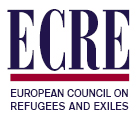 ECRE
EUROPEAN COUNCIL ON
REFUGEES AND EXILES